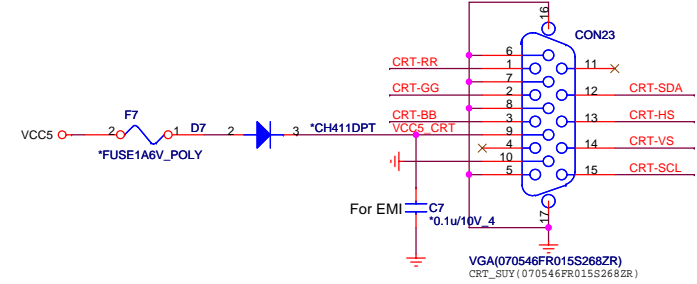 16
CON23
6
CRT-RR
1
11
7
CRT-GG
2
12
CRT-SDA
8
F7
CRT-BB
3
13
CRT-HS
VCC5
2
1
D7
2
3
*CH411DPT
VCC5_CRT
9
*FUSE1A6V_POLY
4
14
CRT-VS
10
5
15
CRT-SCL
For EMI
C7
*0.1u/10V_4
17
VGA(070546FR015S268ZR)
CRT_SUY(070546FR015S268ZR)